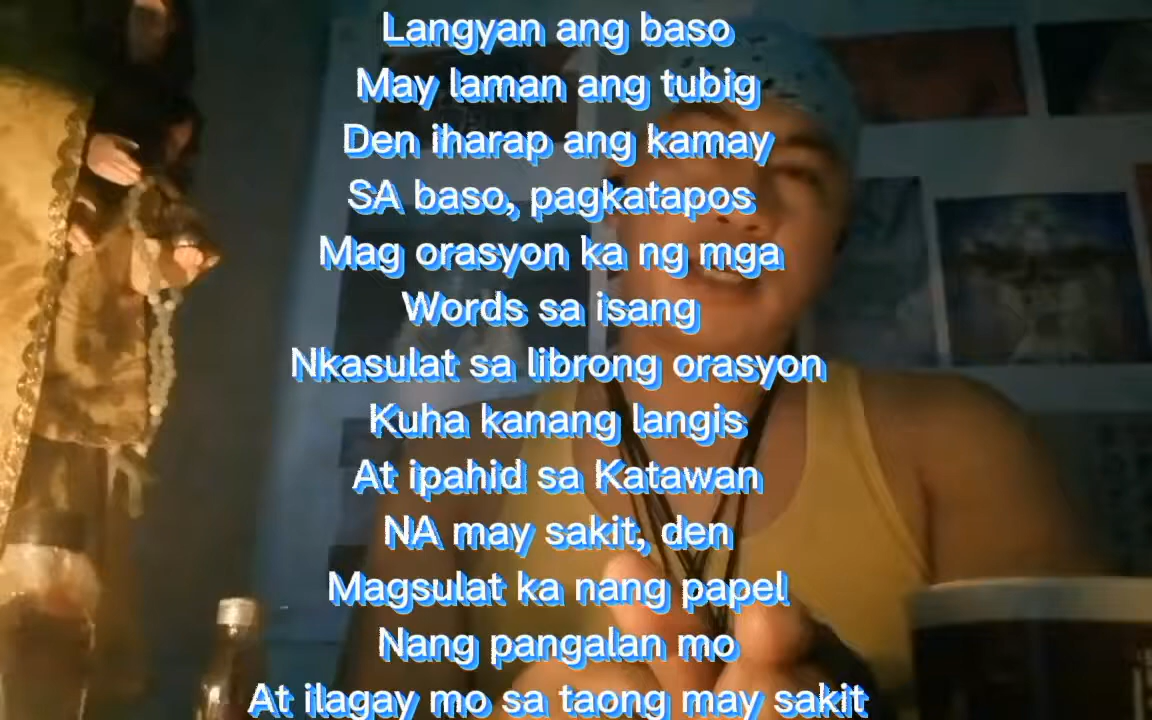 Langyan ang baso
May laman ang tubig
Den iharap ang kamay
SA baso, pagkatapos
Mag orasyon ka ng mga
Words sa isang
Nkasulat sa librong orasyon
Kuha kanang langis
At ipahid sa Katawan
NA may sakit, den
Magsulat ka nang papel
Nang pangalan mo
At ilagay mo sa taong may sakit